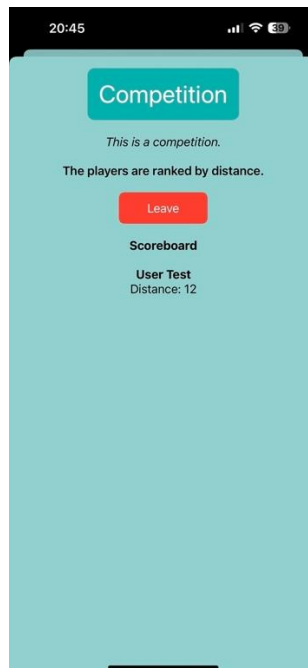 20:45
39
Competition
This is a competition.
The players are ranked by distance.
Leave
Scoreboard
User Test
Distance: 12